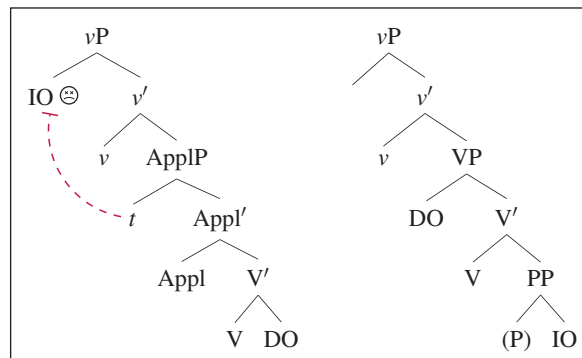 vP vP
IO ☹ v′ v′
v ApplP v VP
t Appl′ DO V′
Appl V′ V PP
V DO (P) IO